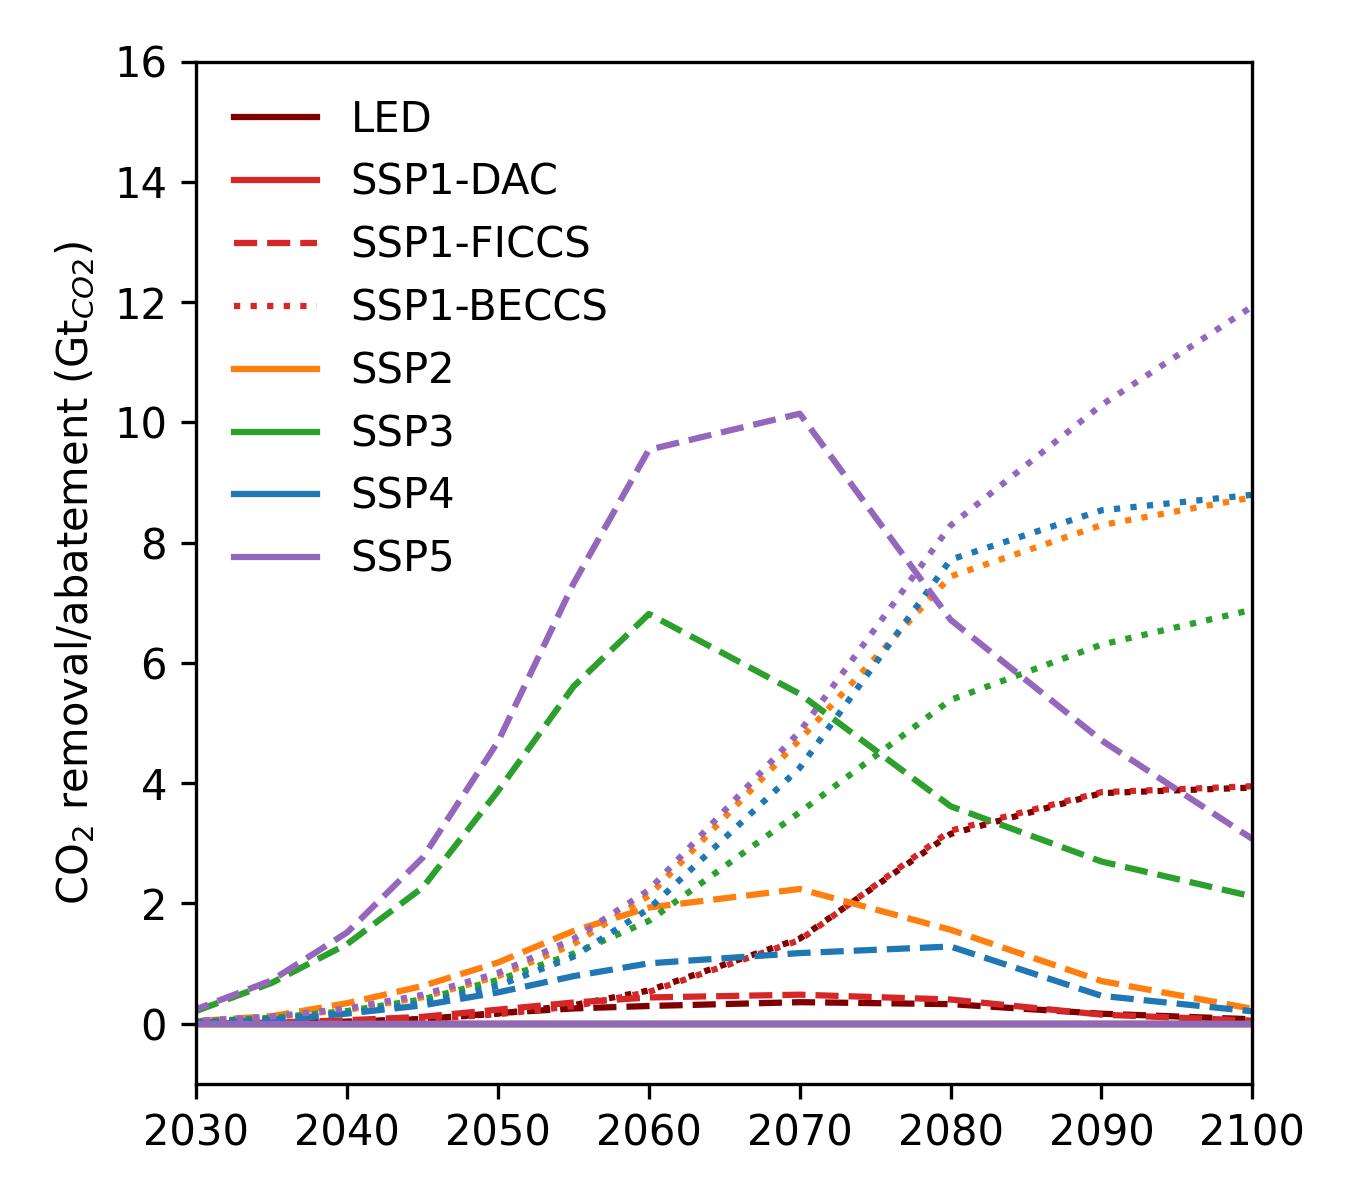 16
14
12
10
8
6
4
2
0
CO2 removal/abatement (GtCO2)
LED
SSP1-DAC
SSP1-FICCS
SSP1-BECCS
SSP2
SSP3
SSP4
SSP5
2030 2040 2050 2060 2070 2080 2090 2100